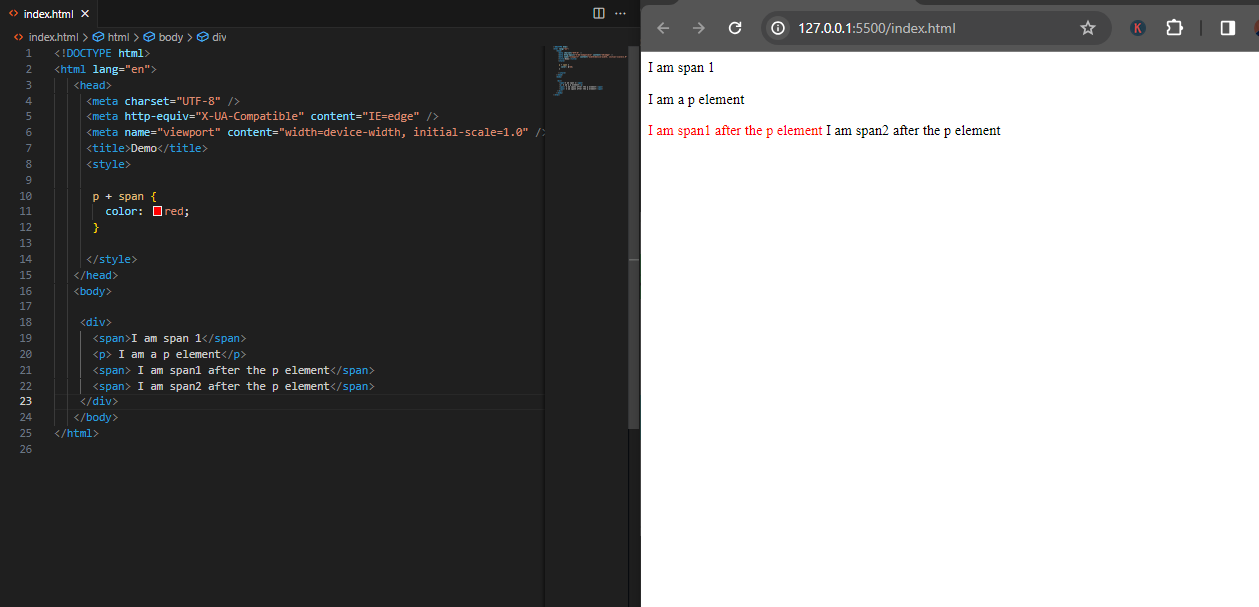 index.html
index.html > html > body > div
1 <!DOCTYPE html>
2 <html lang="en">
3 <head>
4 <meta charset="UTF-8" />
5 <meta http-equiv="X-UA-Compatible" content="IE=edge" />
6 <meta name="viewport" content="width=device-width, initial-scale=1.0" />
7 <title>Demo</title>
8 <style>
9
10 p + span {
11 color: red;
12 }
13
14 </style>
15 </head>
16 <body>
17
18 <div>
19 <span>I am span 1</span>
20 <p> I am a p element</p>
21 <span> I am span1 after the p element</span>
22 <span> I am span2 after the p element</span>
23 </div>
24 </body>
25 </html>
26
127.0.0.1:5500/index.html
K
I am span 1
I am a p element
I am span1 after the p element I am span2 after the p element